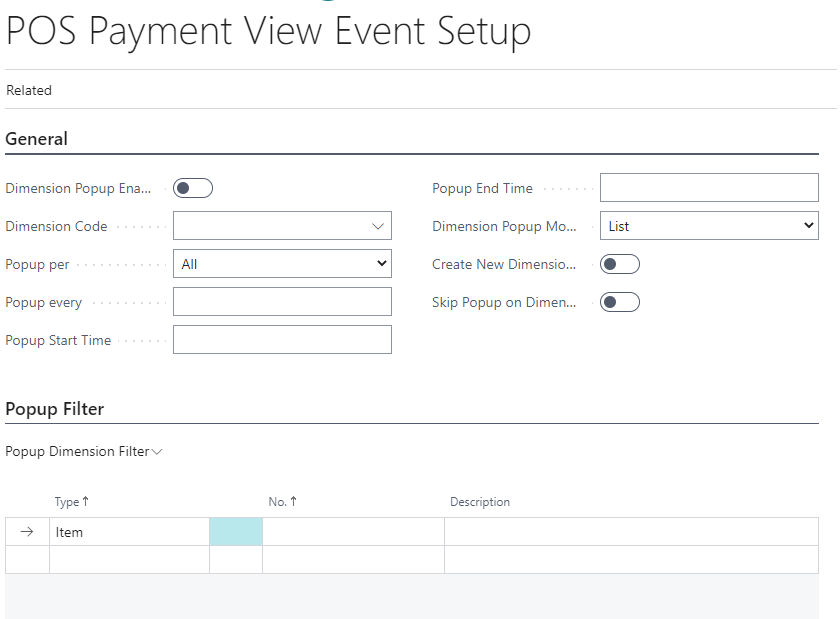 POS Payment View Event Setup
Related
General
Dimension Popup Ena...
Dimension Code
Popup per
All
Popup every
Popup Start Time
Popup End Time
Dimension Popup Mo...
List
Create New Dimensio...
Skip Popup on Dimen...
Popup Filter
Popup Dimension Filter
Type↑ No.↑ Description
→ Item